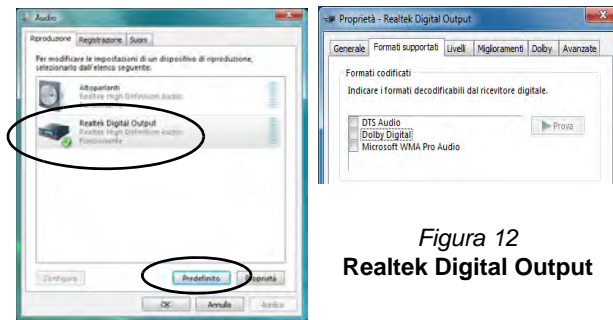 Audio
Riproduzione Registrazione Suoni
Per modificare le impostazioni di un dispositivo di riproduzione,
selezionarlo dall'elenco seguente:
Altoparlanti
Realtek High Definition Audio
Realtek Digital Output
Realtek High Definition Audio
Funzionante
Configura Predefinito Proprietà
OK Annulla Applica
Proprietà - Realtek Digital Output
Generale Formati supportati Livelli Miglioramenti Dolby Avanzate
Formati codificati
Indicare i formati decodificabili dal ricevitore digitale.
DTS Audio
Dolby Digital
Microsoft WMA Pro Audio
Prova
Figura 12
Realtek Digital Output